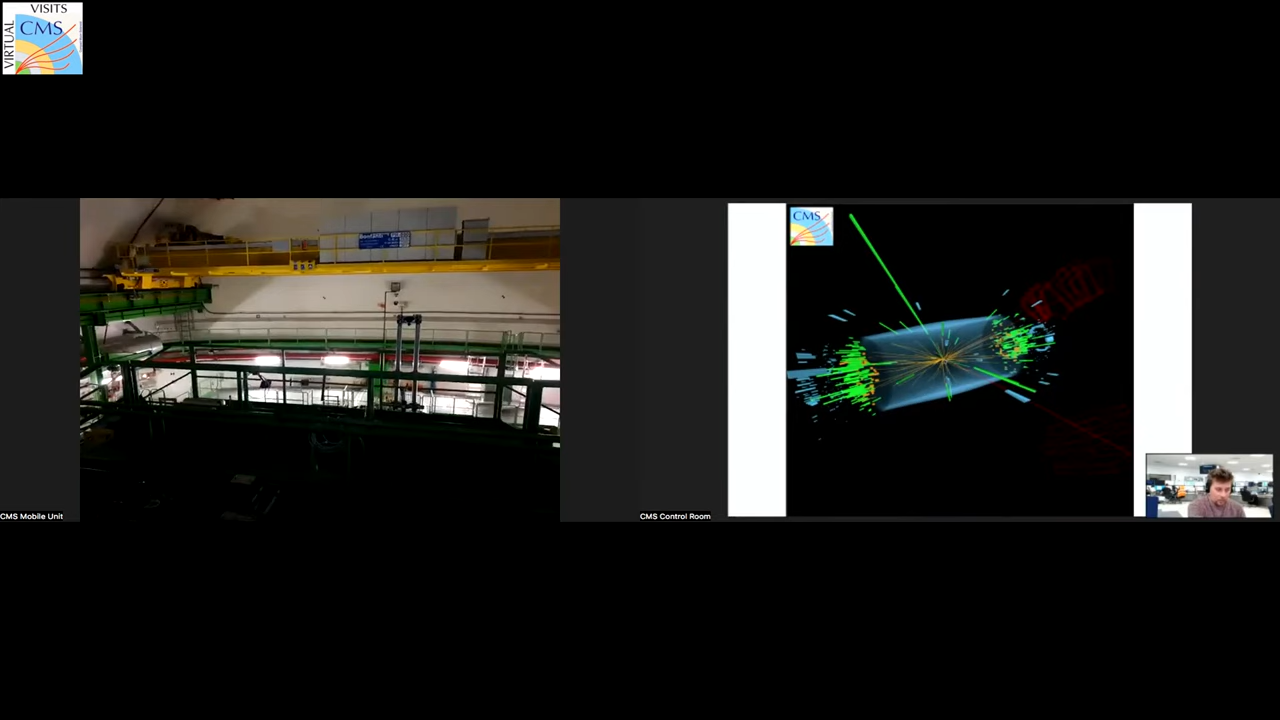 VISITS
VIRTUAL
CMS
CMS
CMS Mobile Unit
CMS Control Room